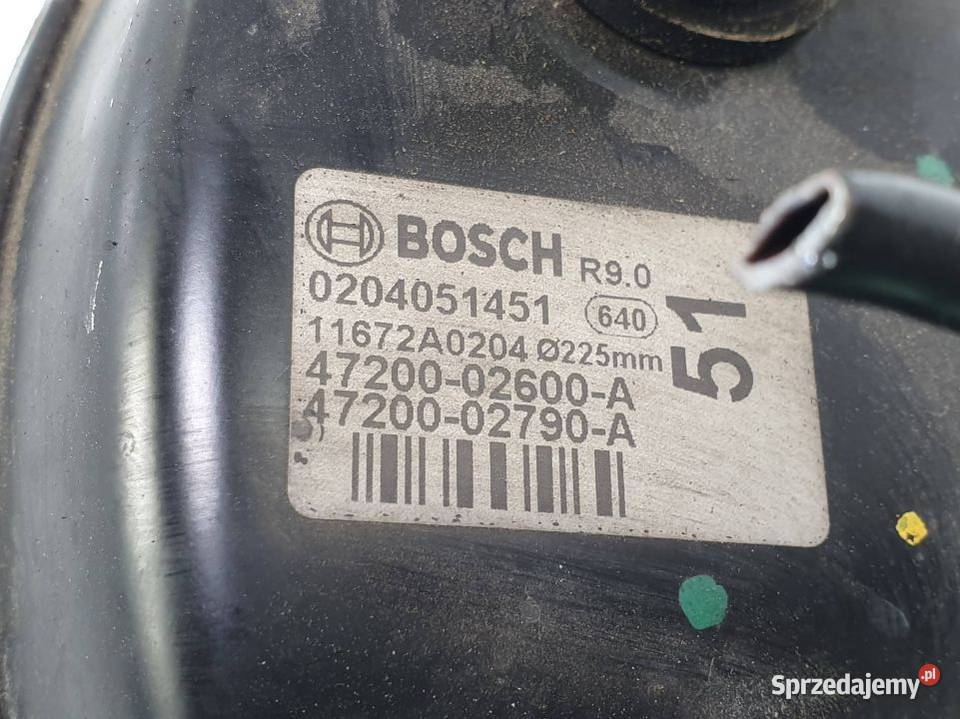 BOSCH R9.0
0204051451 640
11672A0204 Ø225mm
47200-02600-A
47200-02790-A
51
Sprzedajemy.pl